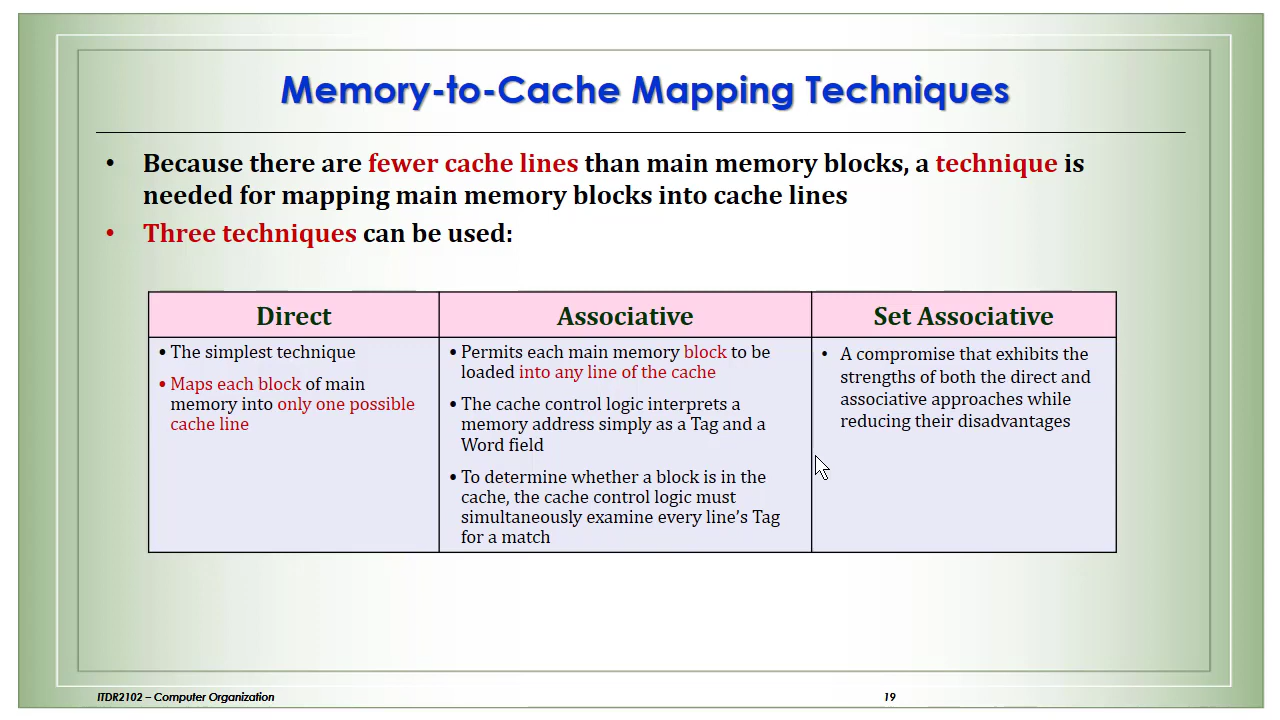 Memory-to-Cache Mapping Techniques
• Because there are fewer cache lines than main memory blocks, a technique is
needed for mapping main memory blocks into cache lines
• Three techniques can be used:
Direct
• The simplest technique
• Maps each block of main
memory into only one possible
cache line
Associative
• Permits each main memory block to be
loaded into any line of the cache
• The cache control logic interprets a
memory address simply as a Tag and a
Word field
• To determine whether a block is in the
cache, the cache control logic must
simultaneously examine every line’s Tag
for a match
Set Associative
• A compromise that exhibits the
strengths of both the direct and
associative approaches while
reducing their disadvantages
ITDR2102 – Computer Organization
19